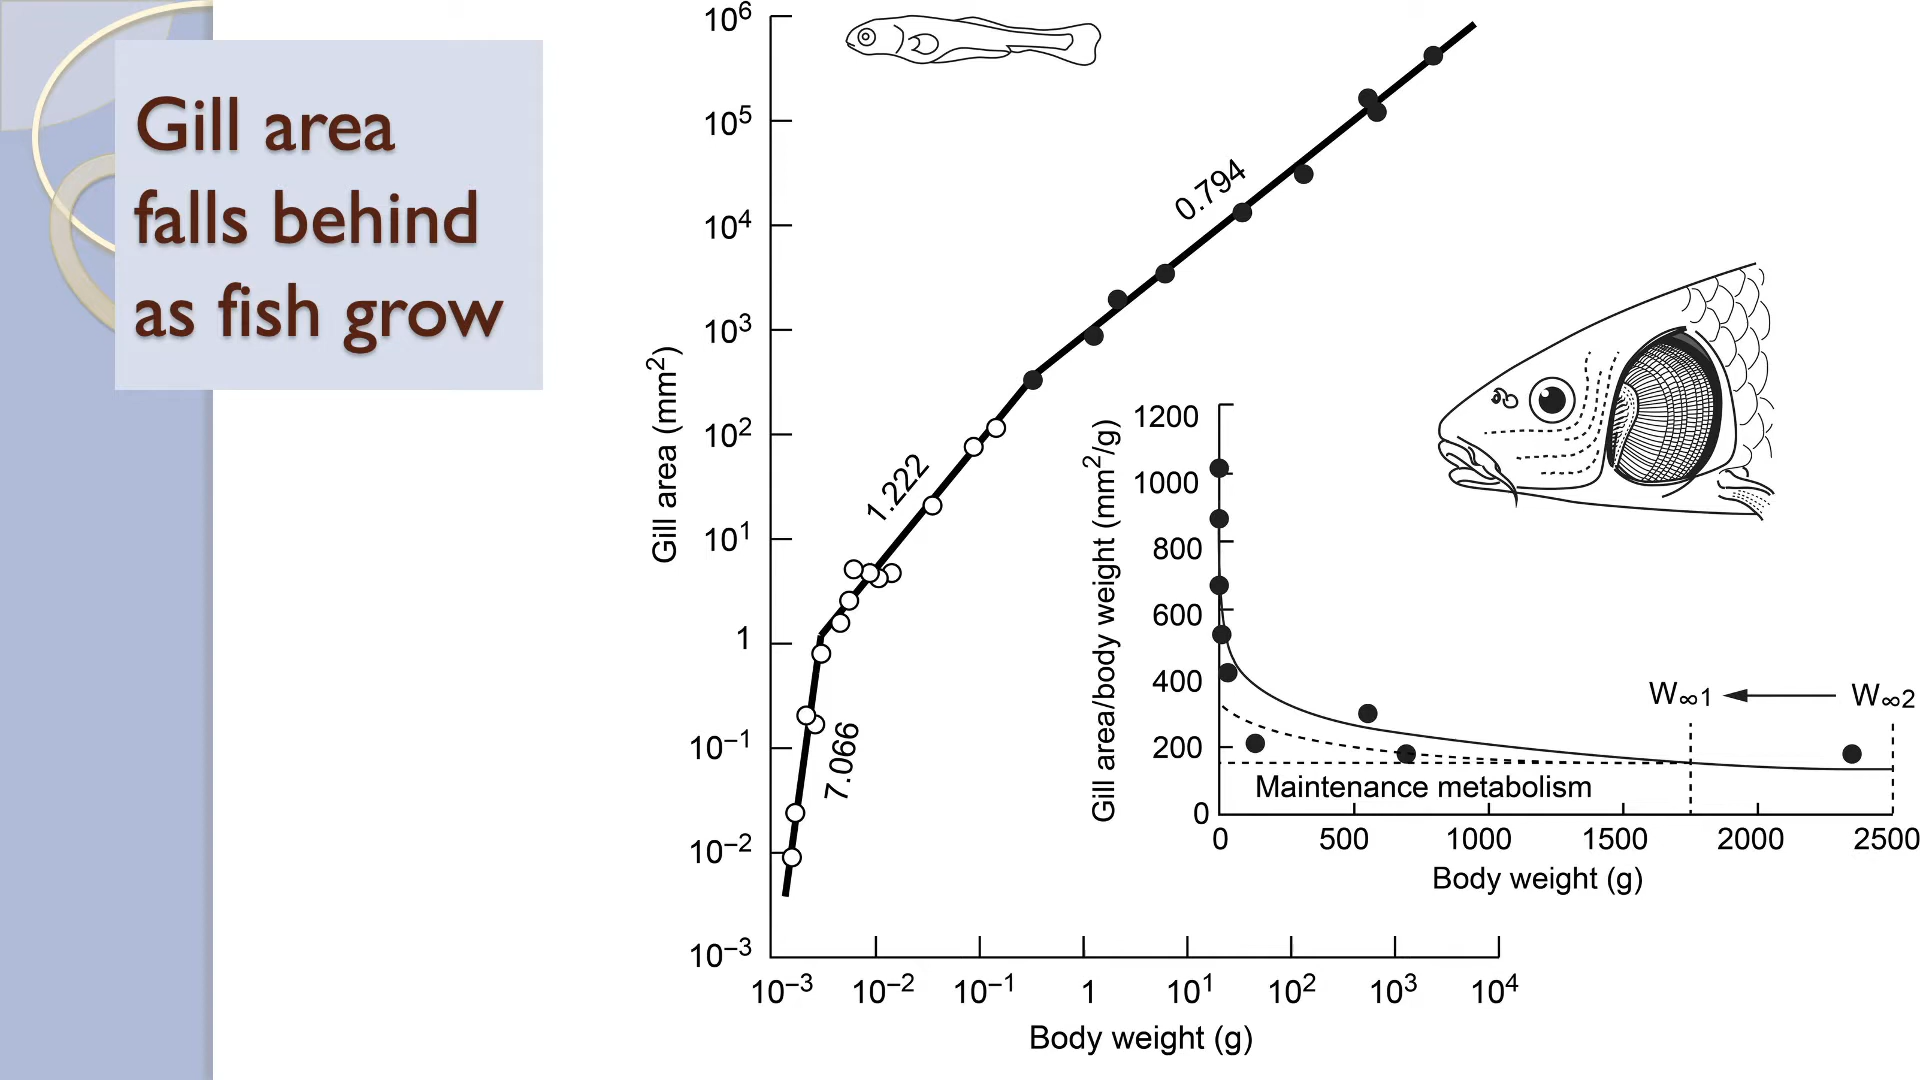 Gill area
falls behind
as fish grow
Gill area (mm²)
10⁶
10⁵
10⁴
10³
10²
10¹
1
10⁻¹
10⁻²
10⁻³
10⁻³ 10⁻² 10⁻¹ 1 10¹ 10² 10³ 10⁴
Body weight (g)
0.794
1.222
7.066
Gill area/body weight (mm²/g)
1200
1000
800
600
400
200
0
W∞1 W∞2
Maintenance metabolism
0 500 1000 1500 2000 2500
Body weight (g)